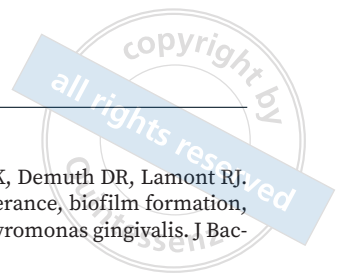 copyright by
all rights reserved
Quintessenz
K, Demuth DR, Lamont RJ.
erance, biofilm formation,
yromonas gingivalis. J Bac-